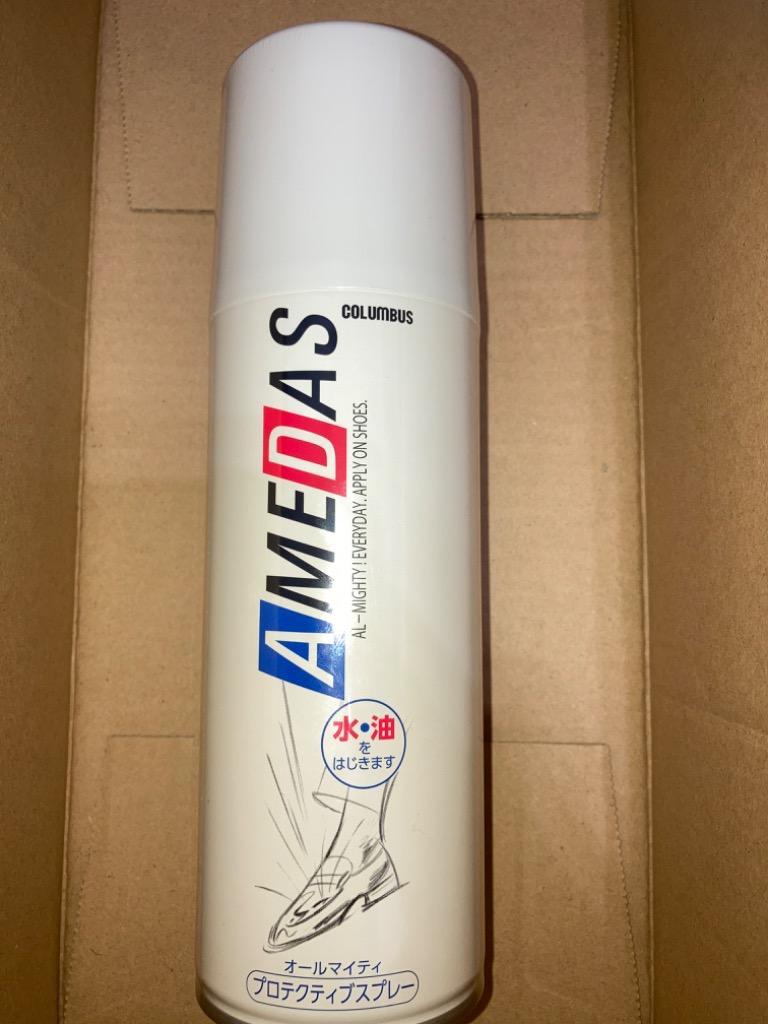 COLUMBUS
AMEDAS
AL-MIGHTY! EVERYDAY. APPLY ON SHOES.
水・油
を
はじきます
オールマイティ
プロテクティブスプレー